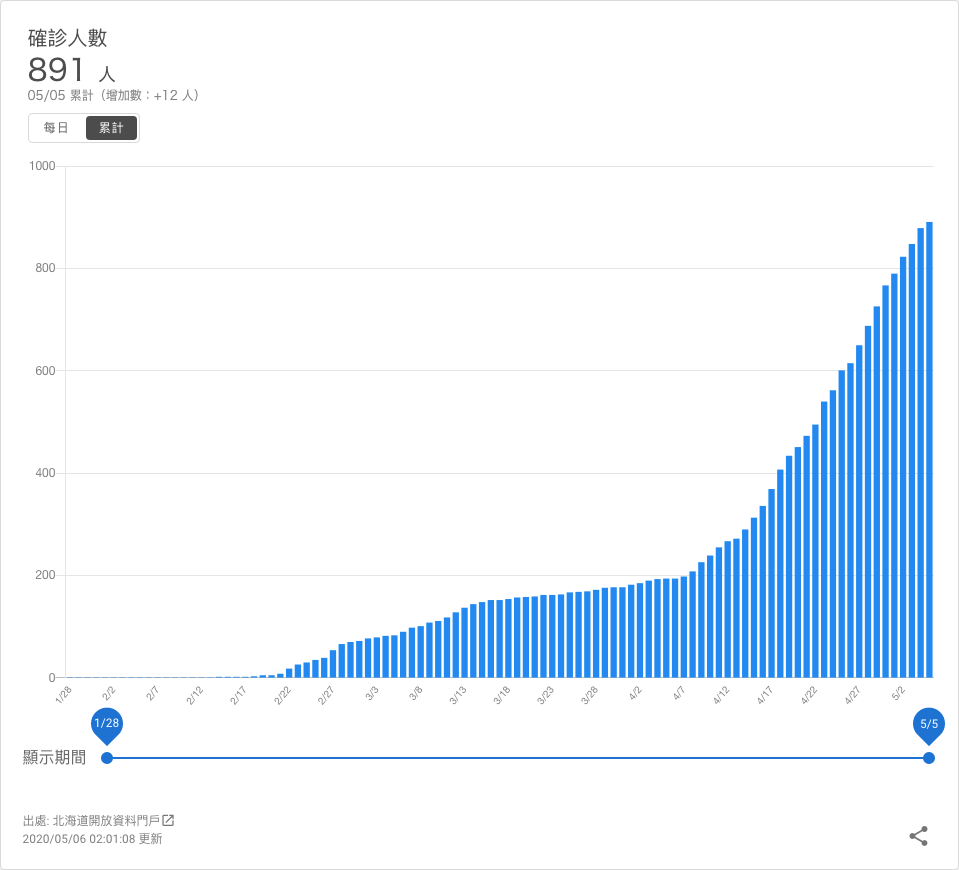 確診人數
891 人
05/05 累計（增加數：+12 人）
每日 累計
1000
800
600
400
200
0
1/28 2/2 2/7 2/12 2/17 2/22 2/27 3/3 3/8 3/13 3/18 3/23 3/28 4/2 4/7 4/12 4/17 4/22 4/27 5/2
1/28 5/5
顯示期間
出處: 北海道開放資料門戶
2020/05/06 02:01:08 更新